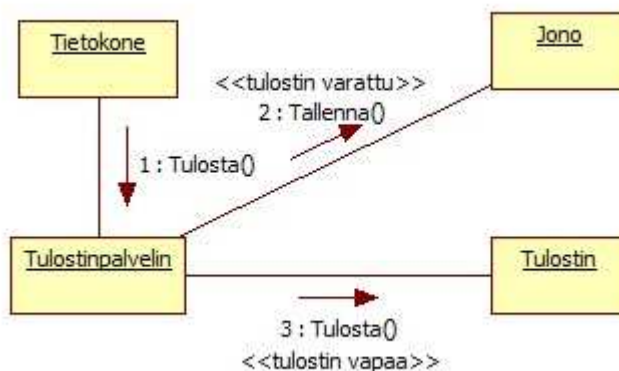 Tietokone
Jono
<<tulostin varattu>>
2 : Tallenna()
1 : Tulosta()
Tulostinpalvelin
Tulostin
3 : Tulosta()
<<tulostin vapaa>>